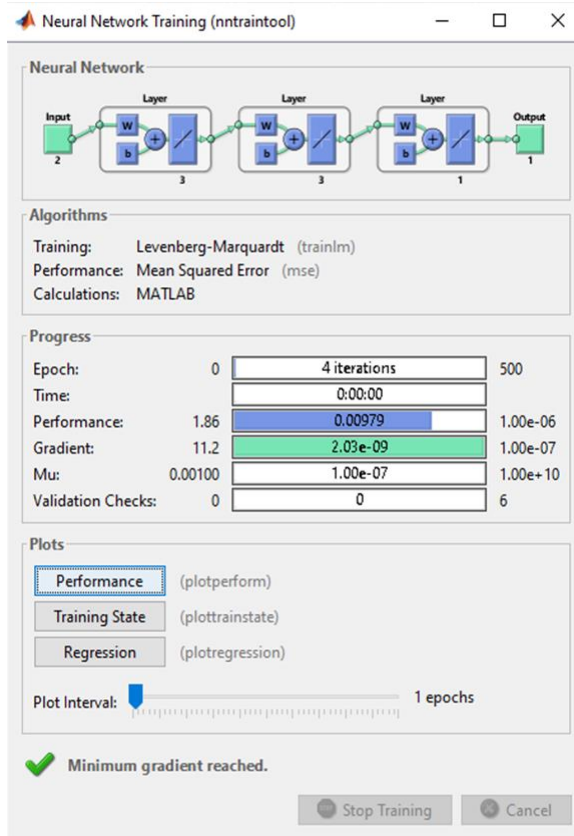 Neural Network Training (nntraintool)
Neural Network
Layer Layer Layer
Input Output
W W W
b b b
2 1
3 3 1
Algorithms
Training: Levenberg-Marquardt (trainlm)
Performance: Mean Squared Error (mse)
Calculations: MATLAB
Progress
Epoch: 0 4 iterations 500
Time: 0:00:00
Performance: 1.86 0.00979 1.00e-06
Gradient: 11.2 2.03e-09 1.00e-07
Mu: 0.00100 1.00e-07 1.00e+10
Validation Checks: 0 0 6
Plots
Performance (plotperform)
Training State (plottrainstate)
Regression (plotregression)
Plot Interval: 1 epochs
Minimum gradient reached.
Stop Training Cancel